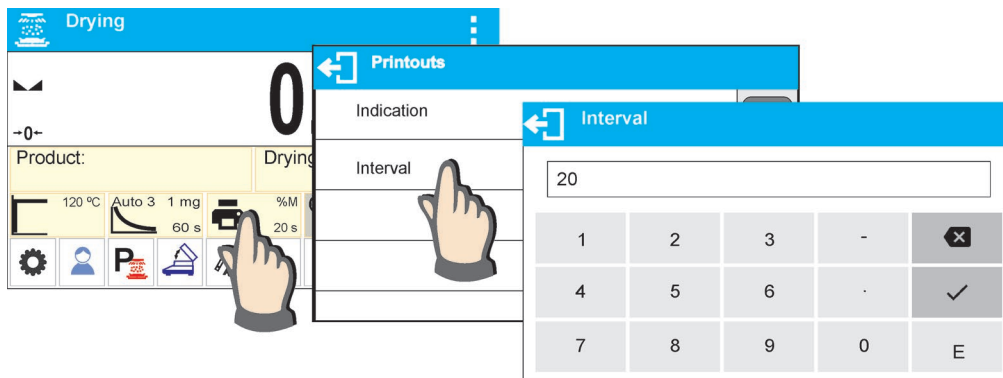 Drying
0
→0←
Product:
Drying
120 ºC
Auto 3
1 mg
60 s
%M
20 s
P
Printouts
Indication
Interval
Interval
20
1 2 3 -
4 5 6 .
7 8 9 0 E